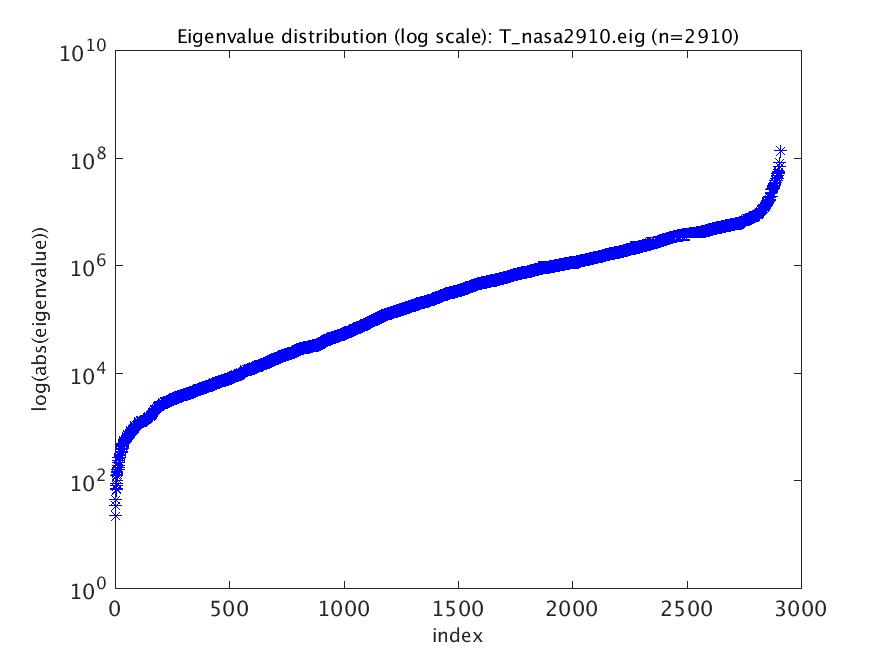 Eigenvalue distribution (log scale): T_nasa2910.eig (n=2910)
10^10
10^8
10^6
10^4
10^2
10^0
log(abs(eigenvalue))
0 500 1000 1500 2000 2500 3000
index